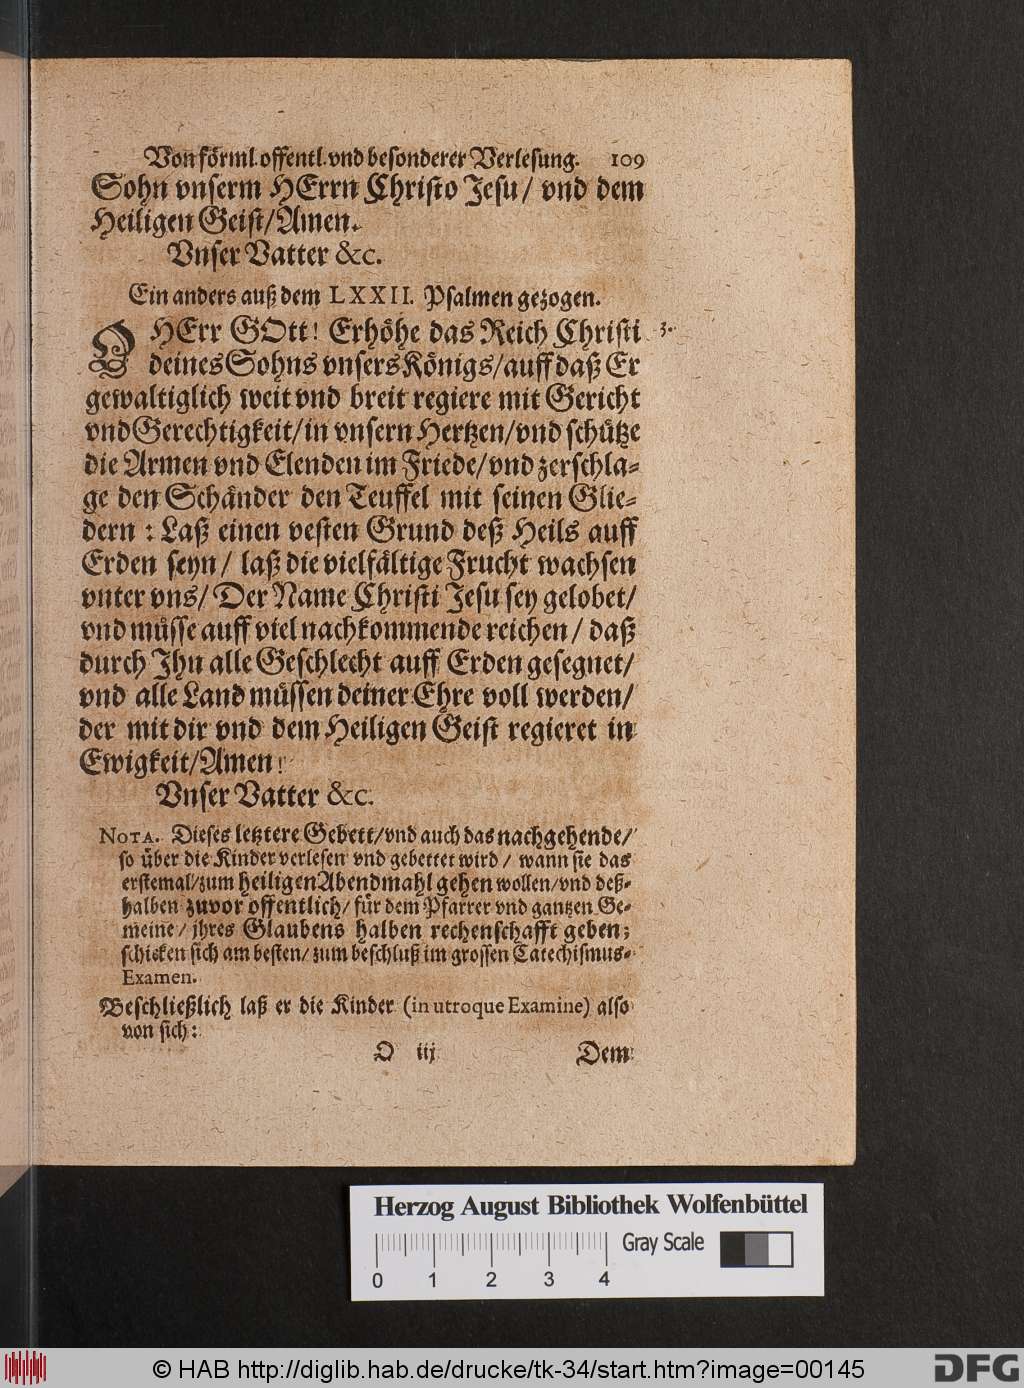 Von förml. offentl. vnd besonderer Verlesung. 109
Sohn vnserm HErrn Christo Jesu/ vnd dem
Heiligen Geist/Amen.
Vnser Vatter &c.
Ein anders auß dem LXXII. Psalmen gezogen.
O HErr GOtt! Erhöhe das Reich Christi 3.
deines Sohns vnsers Königs/auff daß Er
gewaltiglich weit vnd breit regiere mit Gericht
vnd Gerechtigkeit/in vnsern Hertzen/vnd schütze
die Armen vnd Elenden im Friede/vnd zerschla-
ge den Schänder den Teuffel mit seinen Glie-
dern : Laß einen vesten Grund deß Heils auff
Erden seyn/ laß die vielfältige Frucht wachsen
vnter vns/ Der Name Christi Jesu sey gelobet/
vnd müsse auff viel nachkommende reichen/ daß
durch Ihn alle Geschlecht auff Erden gesegnet/
vnd alle Land müssen deiner Ehre voll werden/
der mit dir vnd dem Heiligen Geist regieret in
Ewigkeit/Amen!
Vnser Vatter &c.
NOTA. Dieses letztere Gebett/vnd auch das nachgehende/
so über die Kinder verlesen vnd gebettet wird/ wann sie das
erstemal/zum heiligen Abendmahl gehen wollen/vnd deß-
halben zuvor offentlich/ für dem Pfarrer vnd gantzen Ge-
meine/ jhres Glaubens halben rechenschafft geben;
schicken sich am besten/ zum beschluß im grossen Catechismus-
Examen.
Beschließlich laß er die Kinder (in utroque Examine) also
von sich:
O iij Dem
Herzog August Bibliothek Wolfenbüttel
Gray Scale
0 1 2 3 4
© HAB http://diglib.hab.de/drucke/tk-34/start.htm?image=00145
DFG